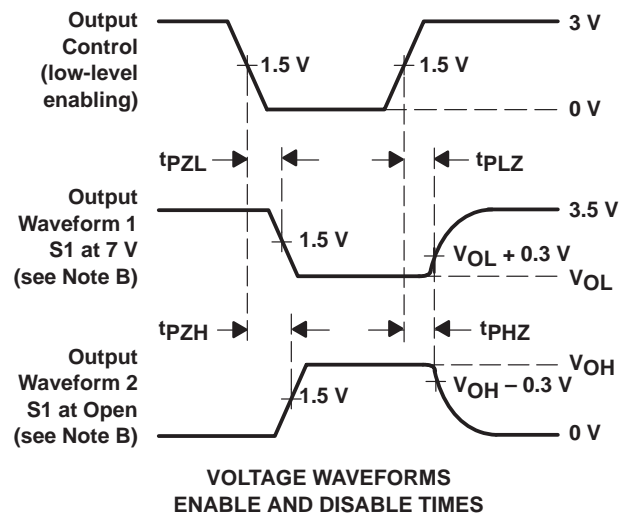 Output
Control
(low-level
enabling)
1.5 V
1.5 V
3 V
0 V
tPZL
tPLZ
Output
Waveform 1
S1 at 7 V
(see Note B)
1.5 V
3.5 V
VOL + 0.3 V
VOL
tPZH
tPHZ
Output
Waveform 2
S1 at Open
(see Note B)
1.5 V
VOH
VOH – 0.3 V
0 V
VOLTAGE WAVEFORMS
ENABLE AND DISABLE TIMES